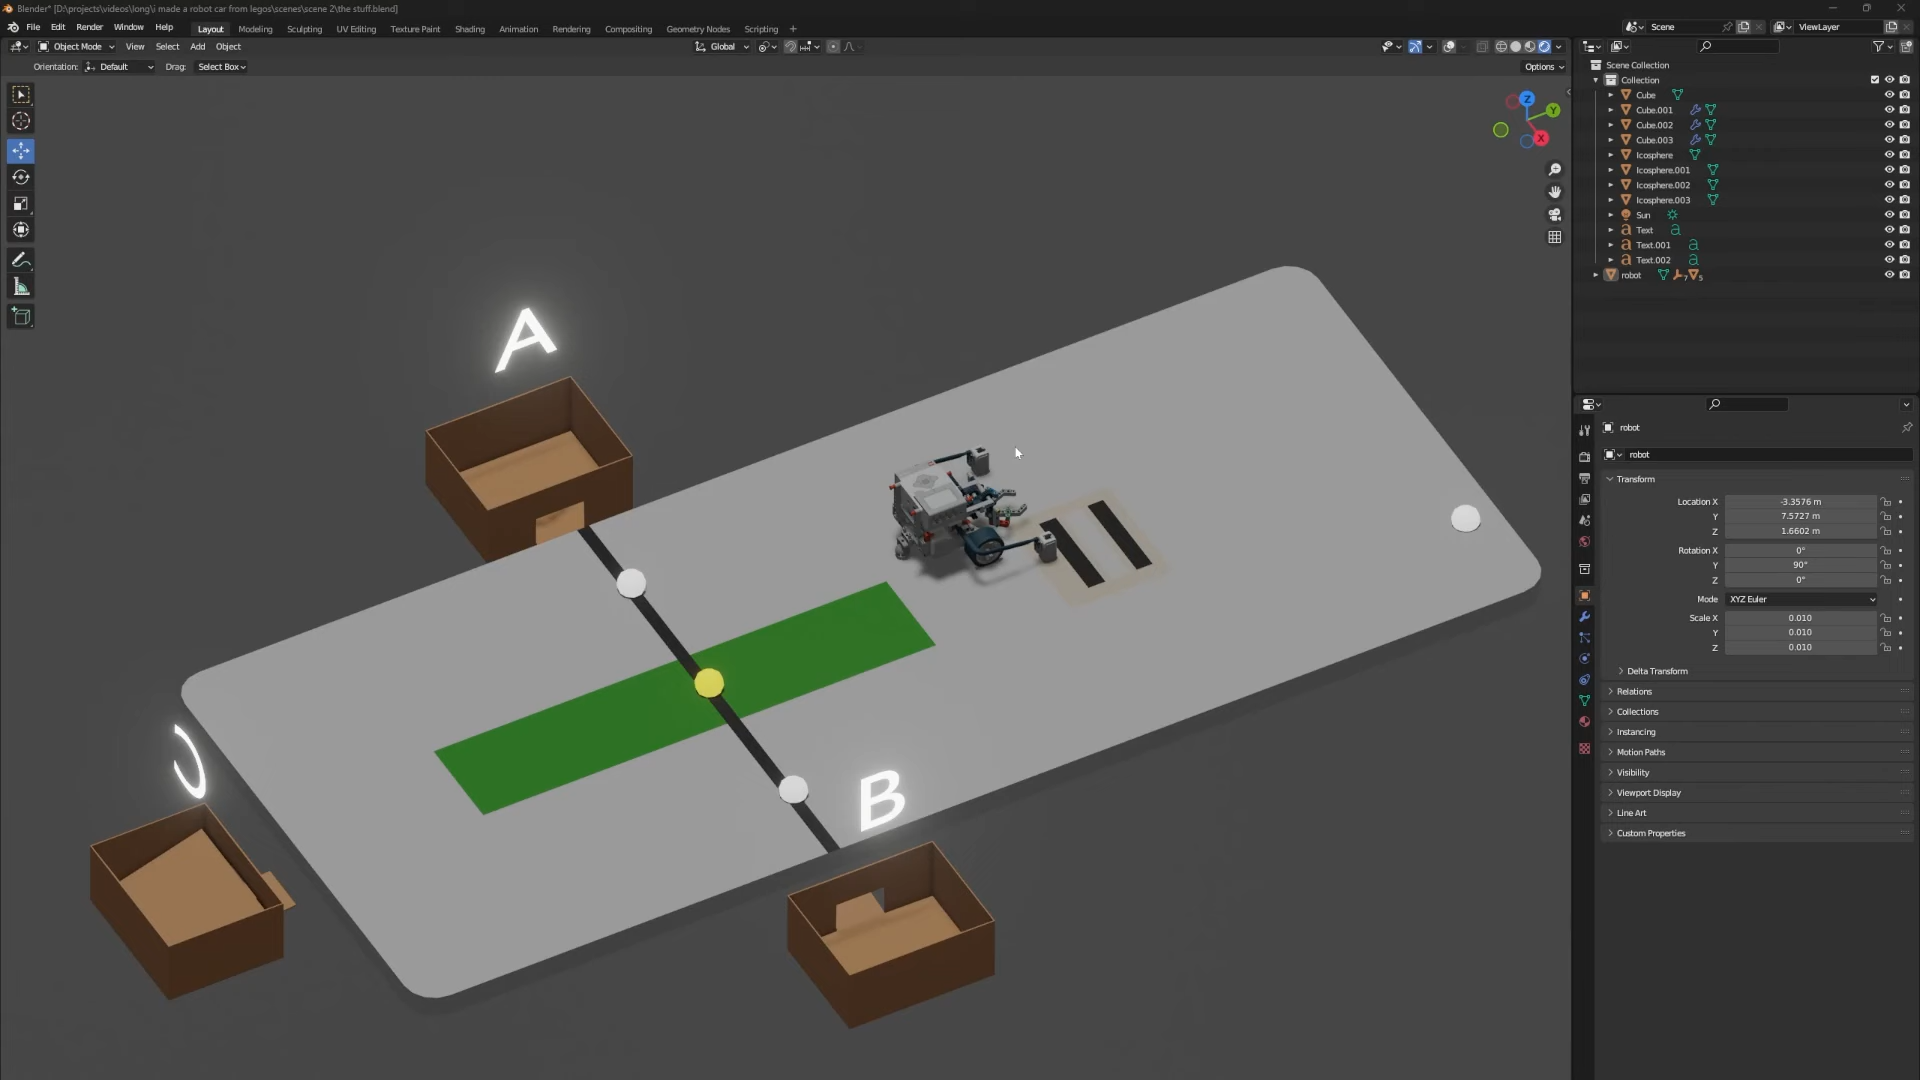 Blender* [D:\projects\videos\long\i made a robot car from legos\scenes\scene 2\the stuff.blend]
File Edit Render Window Help
Layout Modeling Sculpting UV Editing Texture Paint Shading Animation Rendering Compositing Geometry Nodes Scripting +
Scene
ViewLayer
Object Mode View Select Add Object
Global
Orientation: Default Drag: Select Box
Options
Z
Y
X
Scene Collection
Collection
Cube
Cube.001
Cube.002
Cube.003
Icosphere
Icosphere.001
Icosphere.002
Icosphere.003
Sun
Text
Text.001
Text.002
robot 7 5
A
B
C
robot
robot
Transform
Location X -3.3576 m
Y 7.5727 m
Z 1.6602 m
Rotation X 0°
Y 90°
Z 0°
Mode XYZ Euler
Scale X 0.010
Y 0.010
Z 0.010
Delta Transform
Relations
Collections
Instancing
Motion Paths
Visibility
Viewport Display
Line Art
Custom Properties